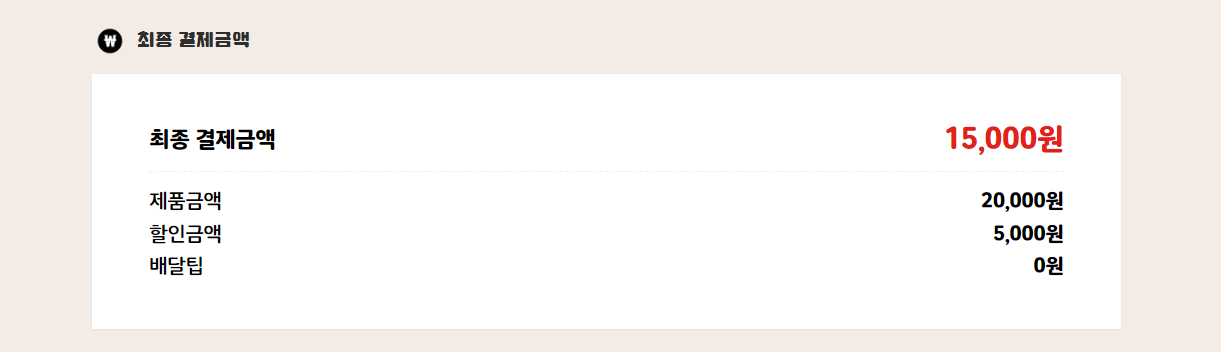 ₩ 최종 결제금액
최종 결제금액 15,000원
제품금액 20,000원
할인금액 5,000원
배달팁 0원